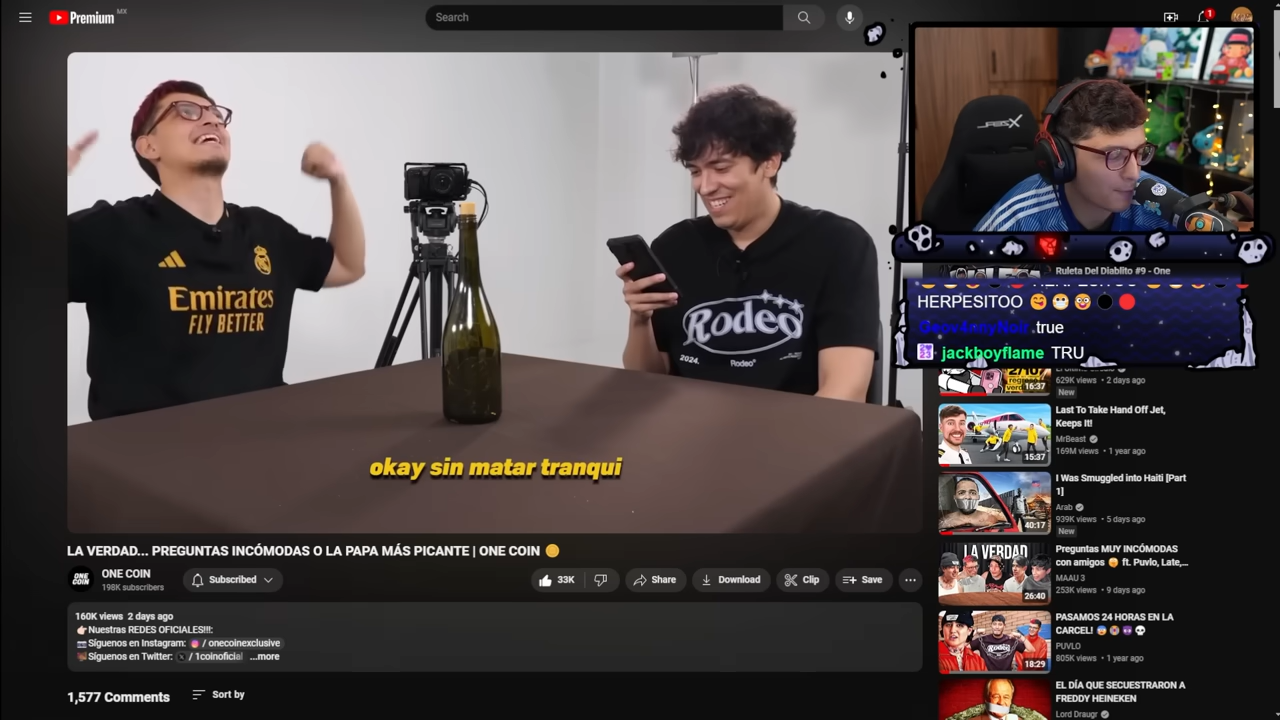 Premium MX
Search
1
Emirates
FLY BETTER
Rodeo
2024.
Rodeo
okay sin matar tranqui
LA VERDAD... PREGUNTAS INCÓMODAS O LA PAPA MÁS PICANTE | ONE COIN
ONE COIN
ONE COIN
198K subscribers
Subscribed
33K
Share
Download
Clip
Save
160K views 2 days ago
Nuestras REDES OFICIALES!!!:
Síguenos en Instagram: / onecoinexclusive
Síguenos en Twitter: / 1coinoficial ...more
1,577 Comments
Sort by
Ruleta Del Diablito #9 - One
HERPESITOO
Geov4nnyNoir true
jackboyflame TRU
16:37
629K views • 2 days ago
New
Last To Take Hand Off Jet,
Keeps It!
MrBeast
169M views • 1 year ago
15:37
I Was Smuggled into Haiti [Part
1]
Arab
939K views • 5 days ago
New
40:17
LA VERDAD
Preguntas MUY INCÓMODAS
con amigos ft. Puvlo, Late,...
MAAU 3
253K views • 9 days ago
26:40
PASAMOS 24 HORAS EN LA
CARCEL!
PUVLO
805K views • 1 year ago
18:29
EL DÍA QUE SECUESTRARON A
FREDDY HEINEKEN
Lord Draugr